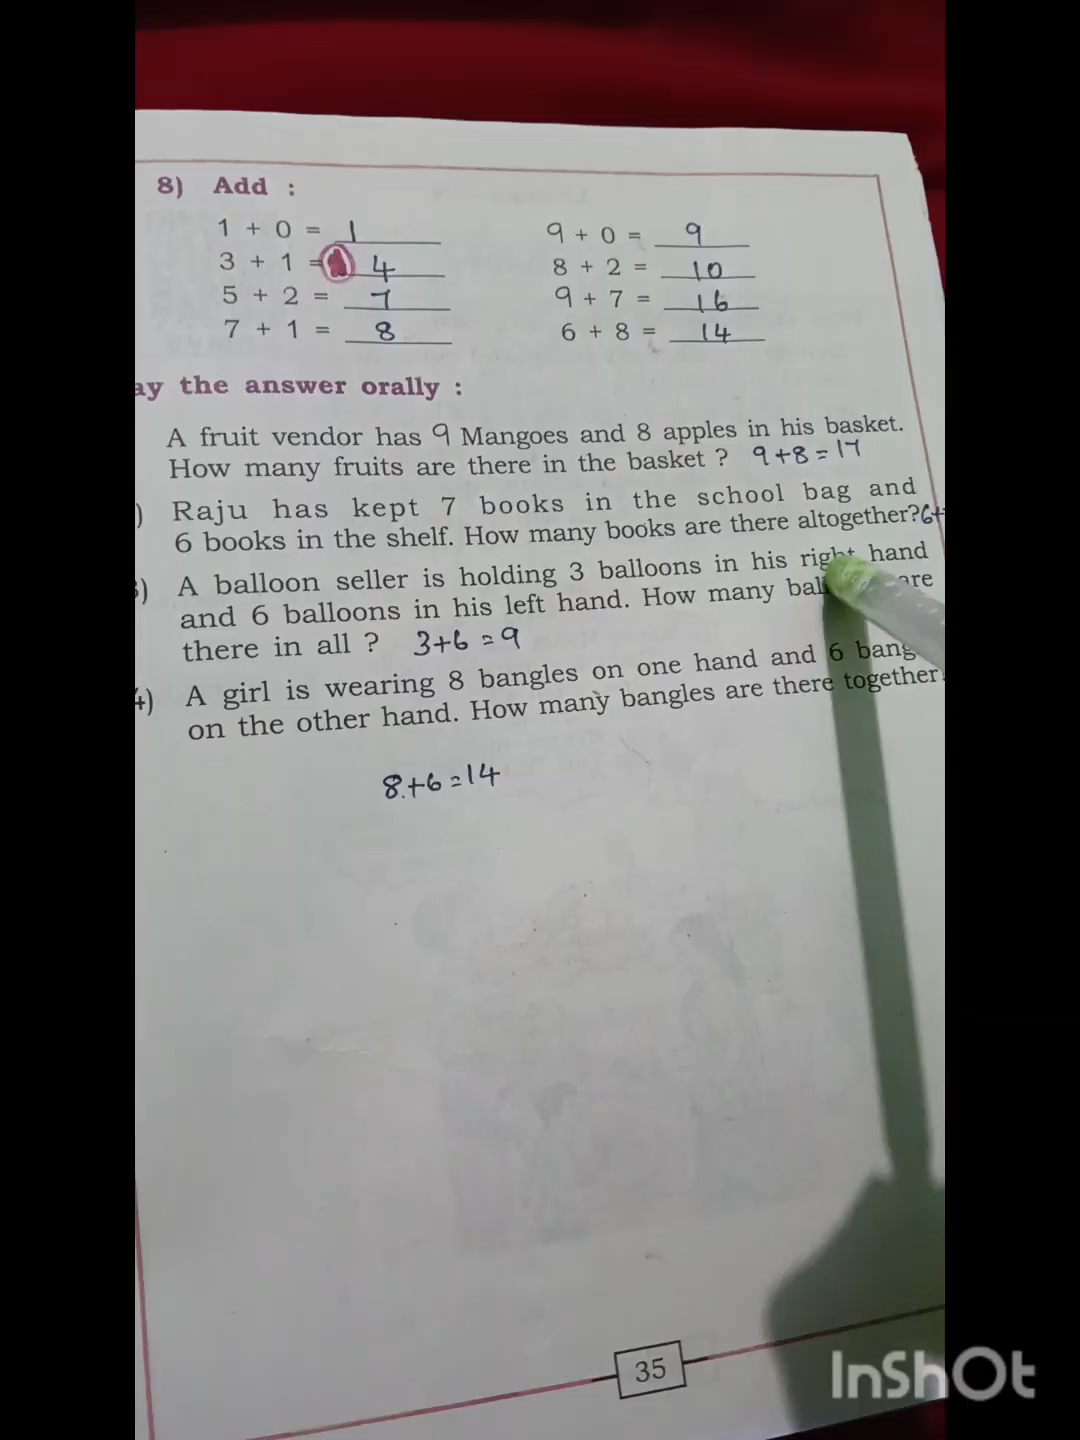 8) Add :
1 + 0 = 1
9 + 0 = 9
3 + 1 = 4
8 + 2 = 10
5 + 2 = 7
9 + 7 = 16
7 + 1 = 8
6 + 8 = 14
ay the answer orally :
A fruit vendor has 9 Mangoes and 8 apples in his basket.
How many fruits are there in the basket ? 9+8=17
) Raju has kept 7 books in the school bag and
6 books in the shelf. How many books are there altogether? 6+
3) A balloon seller is holding 3 balloons in his right hand
and 6 balloons in his left hand. How many are
there in all ? 3+6=9
4) A girl is wearing 8 bangles on one hand and 6 bang
on the other hand. How many bangles are there together
8+6=14
35
InShOt